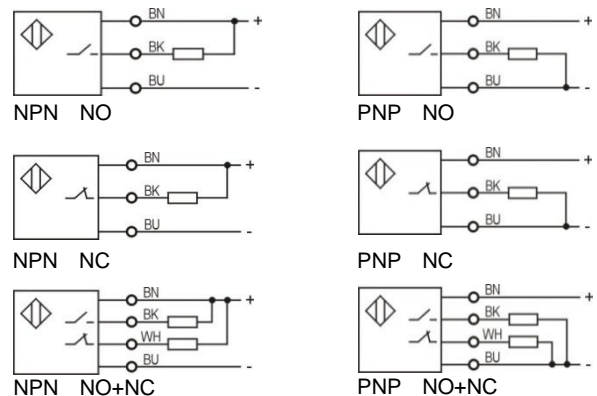 BN
+
BK
BU
-
NPN NO
BN
+
BK
BU
-
PNP NO
BN
+
BK
BU
-
NPN NC
BN
+
BK
BU
-
PNP NC
BN
+
BK
WH
BU
-
NPN NO+NC
BN
+
BK
WH
BU
-
PNP NO+NC